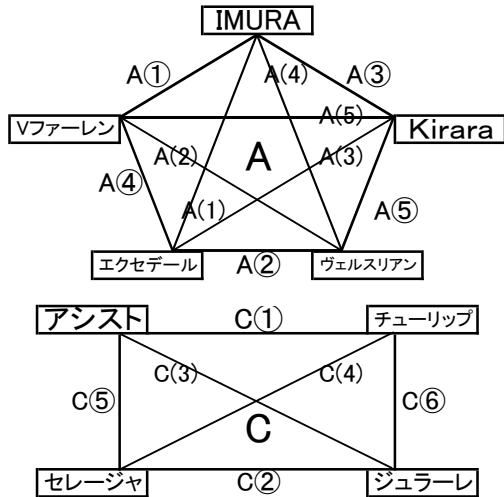 IMURA
A① A(4) A③
Vファーレン A(5) Kirara
A(2) A A(3)
A④ A(1) A⑤
エクセデール A② ヴェルスリアン
アシスト C① チューリップ
C(3) C(4)
C⑤ C C⑥
セレージャ C② ジュラーレ